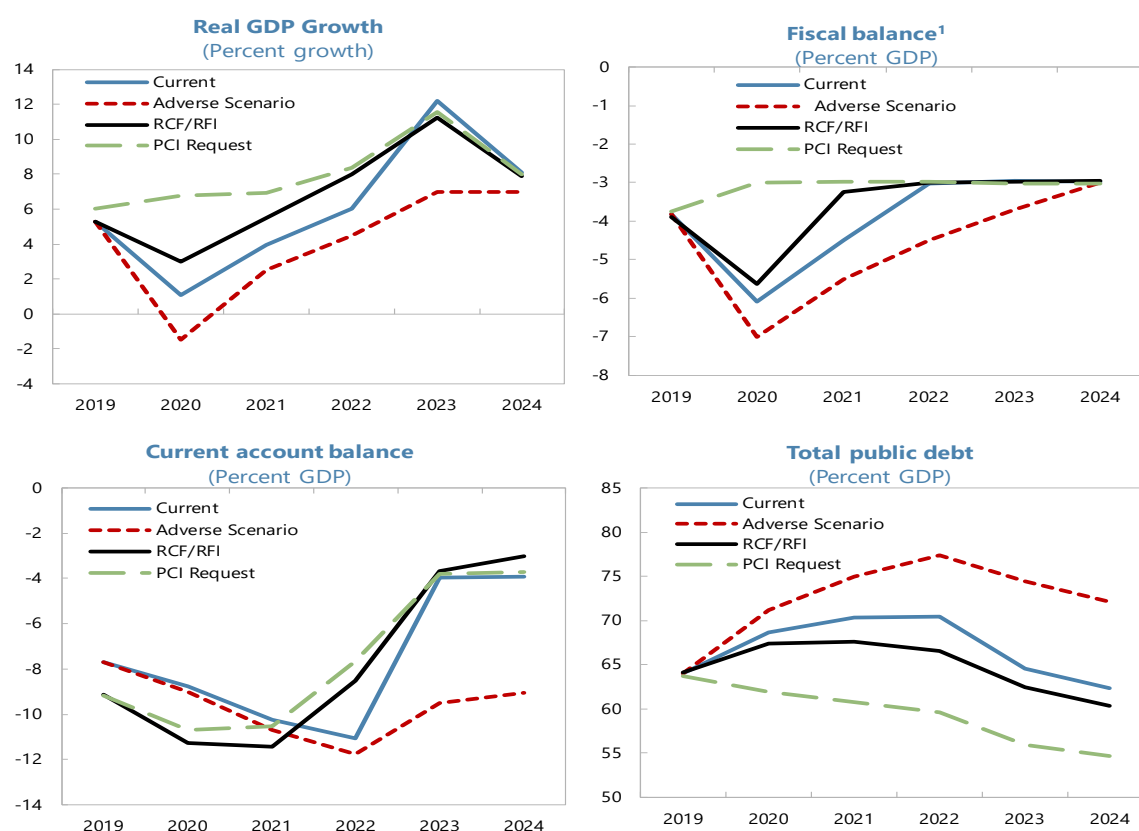 Real GDP Growth
(Percent growth)
14
12
10
8
6
4
2
0
-2
-4
Current
Adverse Scenario
RCF/RFI
PCI Request
2019 2020 2021 2022 2023 2024
Fiscal balance¹
(Percent GDP)
0
-1
-2
-3
-4
-5
-6
-7
-8
Current
Adverse Scenario
RCF/RFI
PCI Request
2019 2020 2021 2022 2023 2024
Current account balance
(Percent GDP)
0
-2
-4
-6
-8
-10
-12
-14
Current
Adverse Scenario
RCF/RFI
PCI Request
2019 2020 2021 2022 2023 2024
Total public debt
(Percent GDP)
85
80
75
70
65
60
55
50
Current
Adverse Scenario
RCF/RFI
PCI Request
2019 2020 2021 2022 2023 2024